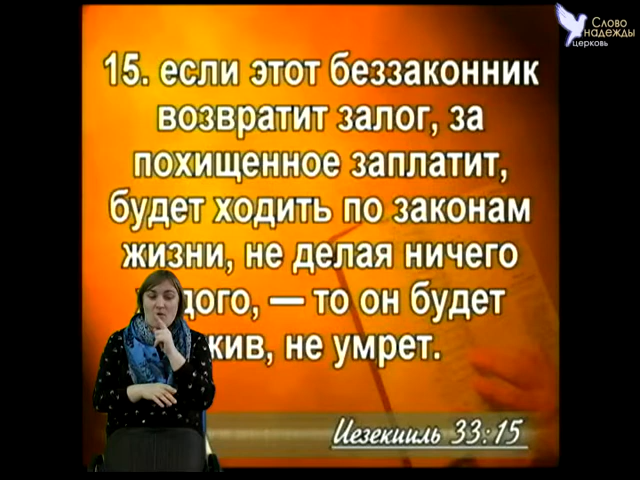 Слово
надежды
церковь
15. если этот беззаконник
возвратит залог, за
похищенное заплатит,
будет ходить по законам
жизни, не делая ничего
— то он будет
жив, не умрет.
Иезекииль 33:15